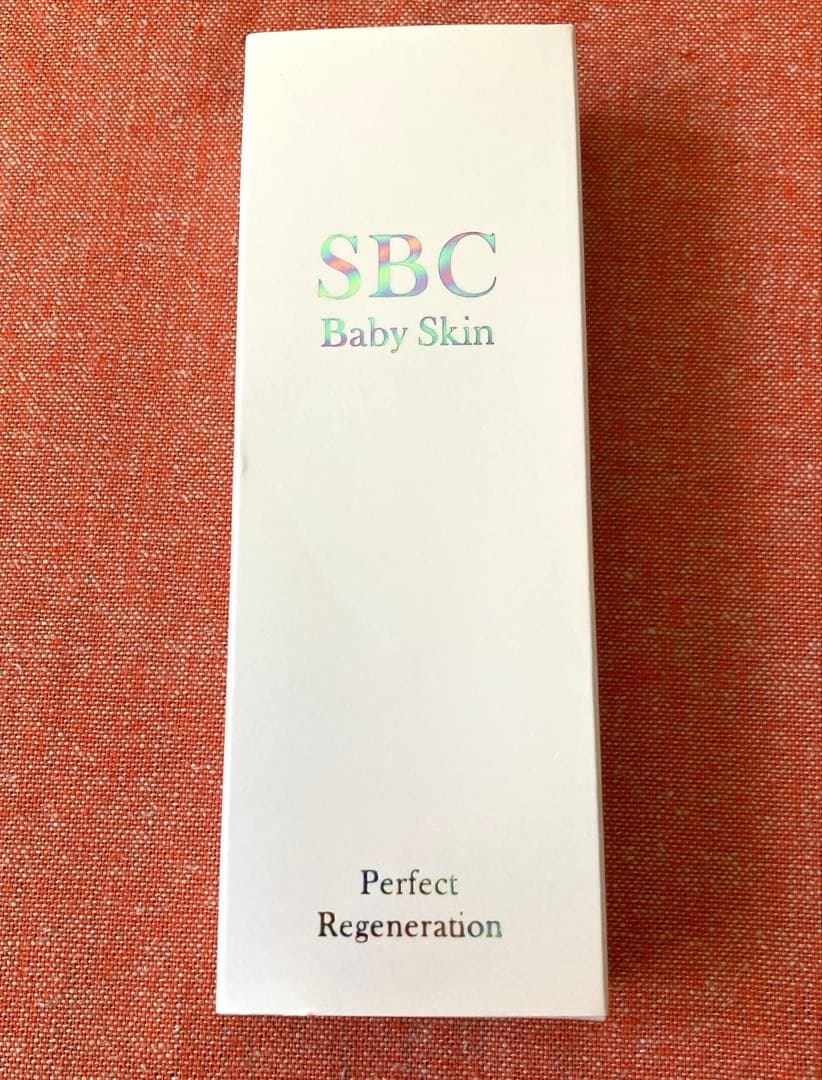 SBC
Baby Skin
Perfect
Regeneration